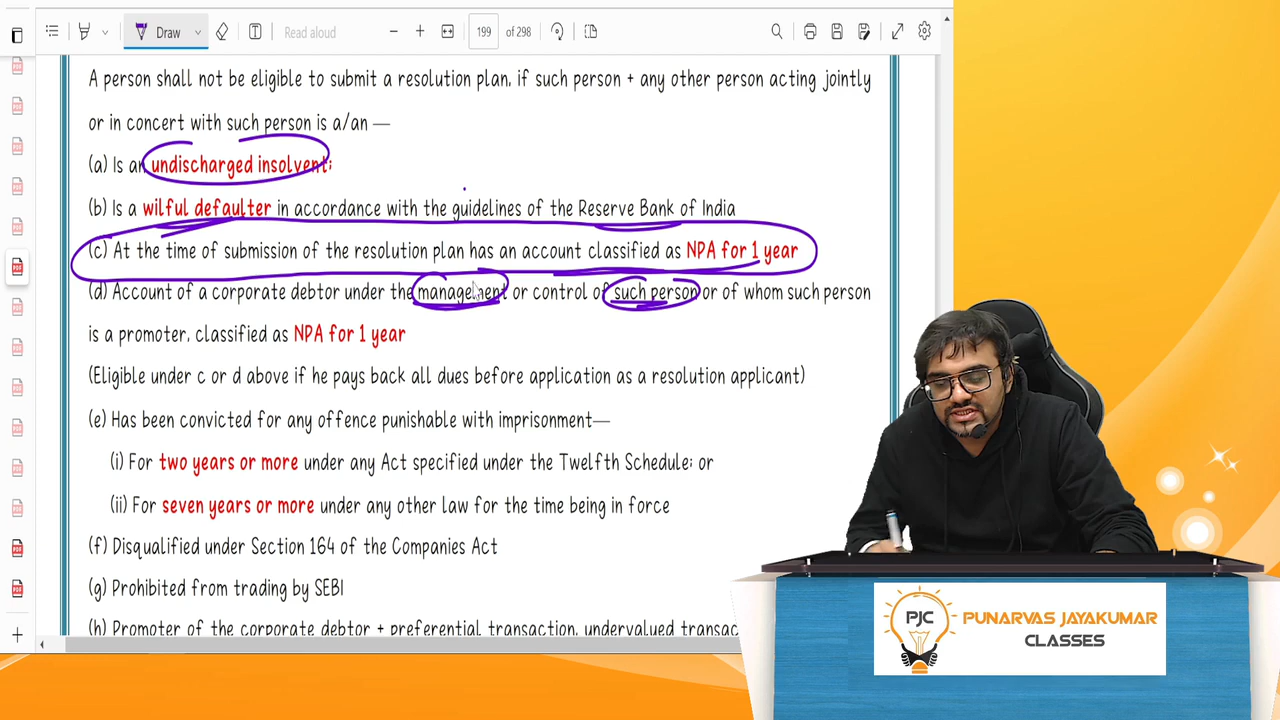 Draw
Read aloud
199
of 298
A person shall not be eligible to submit a resolution plan, if such person + any other person acting jointly
or in concert with such person is a/an —
(a) Is an undischarged insolvent;
(b) Is a wilful defaulter in accordance with the guidelines of the Reserve Bank of India
(c) At the time of submission of the resolution plan has an account classified as NPA for 1 year
(d) Account of a corporate debtor under the management or control of such person or of whom such person
is a promoter, classified as NPA for 1 year
(Eligible under c or d above if he pays back all dues before application as a resolution applicant)
(e) Has been convicted for any offence punishable with imprisonment—
(i) For two years or more under any Act specified under the Twelfth Schedule; or
(ii) For seven years or more under any other law for the time being in force
(f) Disqualified under Section 164 of the Companies Act
(g) Prohibited from trading by SEBI
(h) Promoter of the corporate debtor + preferential transaction, undervalued
PJC
PUNARVAS JAYAKUMAR
CLASSES